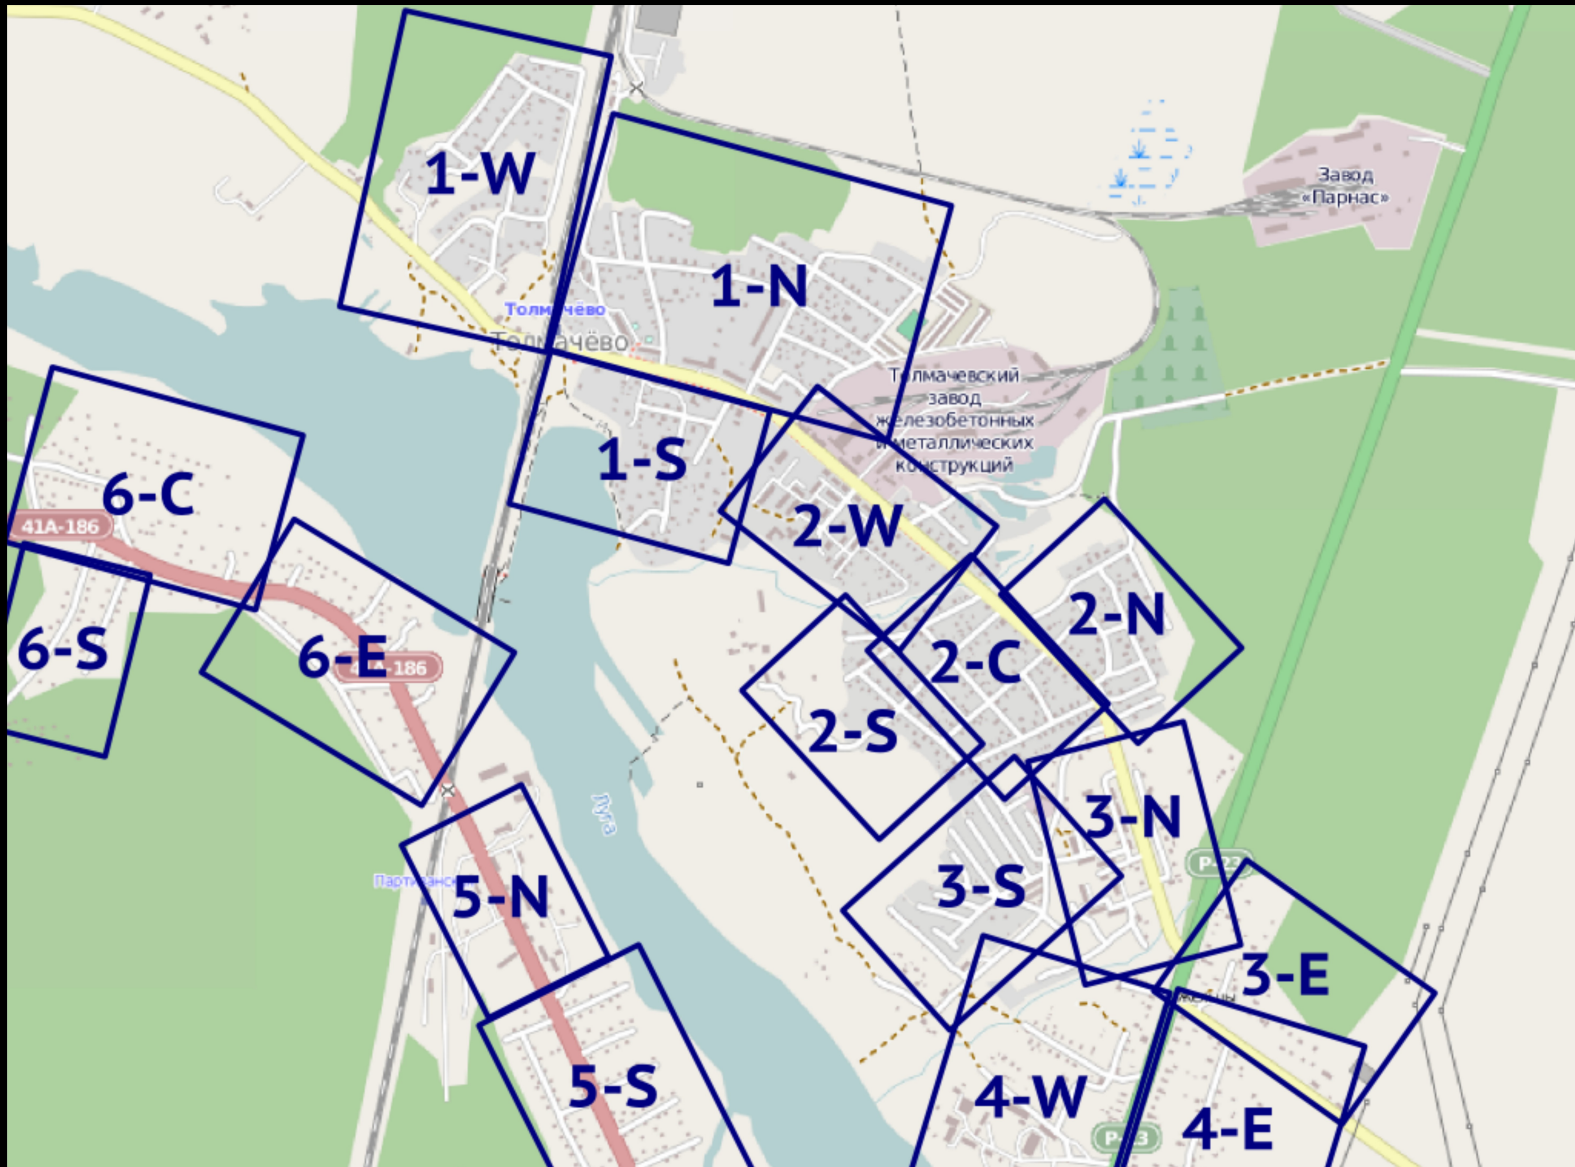 1-W
Завод
«Парнас»
1-N
Толмачёво
Толмачёво
Толмачевский
завод
железобетонных
и металлических
конструкций
1-S
6-C
41A-186
2-W
2-N
6-S
6-E
2-C
2-S
Луга
3-N
P-23
5-N
3-S
3-E
5-S
4-W
4-E
P-23